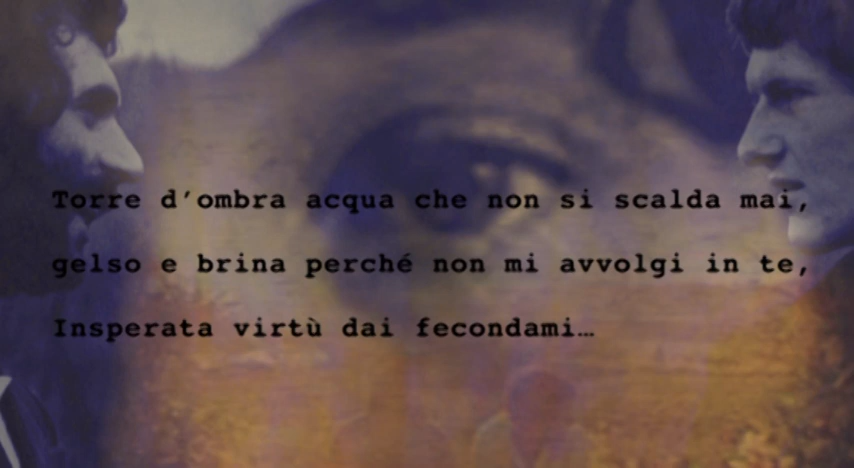 Torre d’ombra acqua che non si scalda mai,
gelso e brina perché non mi avvolgi in te,
Insperata virtù dai fecondami…